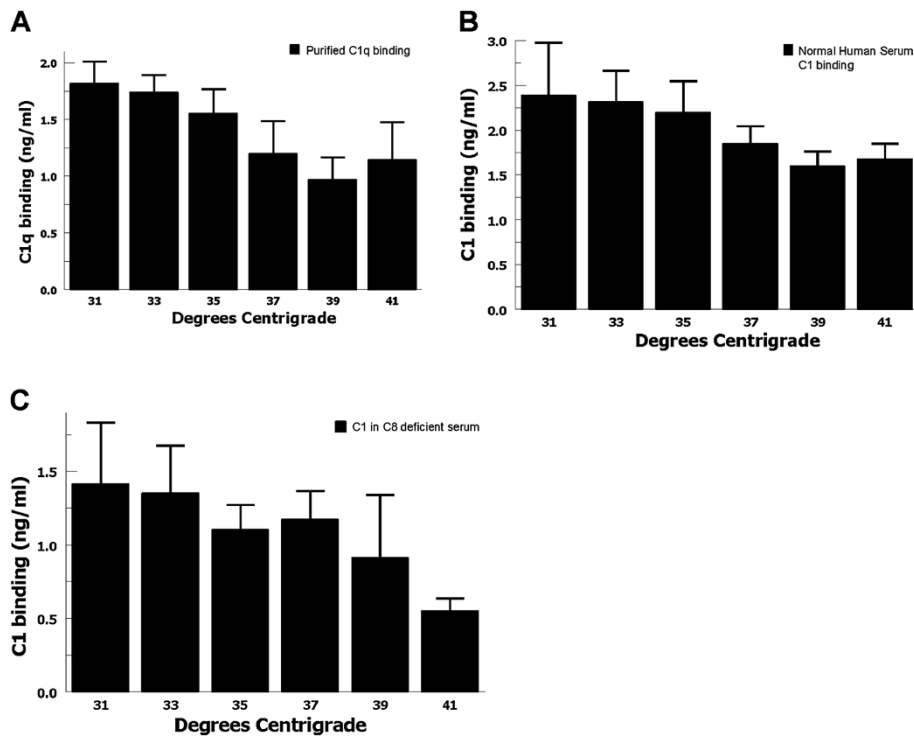 A
Purified C1q binding
C1q binding (ng/ml)
2.0
1.5
1.0
0.5
0.0
31 33 35 37 39 41
Degrees Centrigrade
B
Normal Human Serum
C1 binding
C1 binding (ng/ml)
3.0
2.5
2.0
1.5
1.0
0.5
0.0
31 33 35 37 39 41
Degrees Centrigrade
C
C1 in C8 deficient serum
C1 binding (ng/ml)
1.5
1.0
0.5
0.0
31 33 35 37 39 41
Degrees Centrigrade